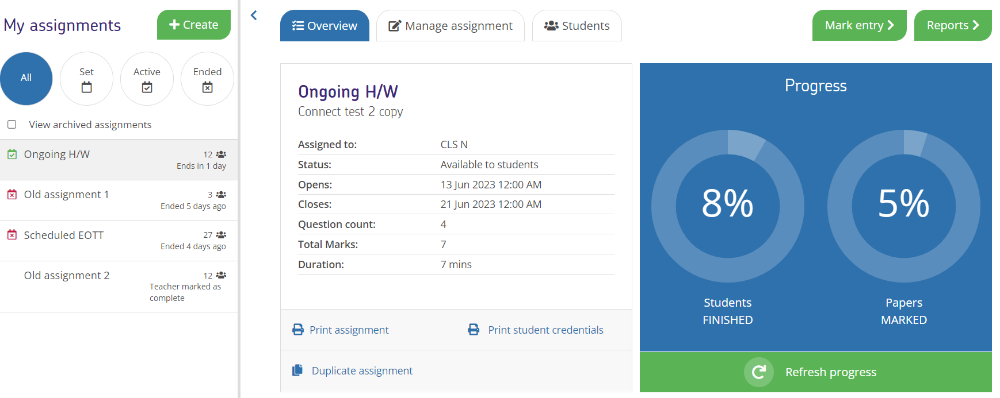 My assignments
Create
All
Set
Active
Ended
View archived assignments
Ongoing H/W
12
Ends in 1 day
Old assignment 1
3
Ended 5 days ago
Scheduled EOTT
27
Ended 4 days ago
Old assignment 2
12
Teacher marked as
complete
Overview
Manage assignment
Students
Mark entry
Reports
Ongoing H/W
Connect test 2 copy
Assigned to: CLS N
Status: Available to students
Opens: 13 Jun 2023 12:00 AM
Closes: 21 Jun 2023 12:00 AM
Question count: 4
Total Marks: 7
Duration: 7 mins
Print assignment
Print student credentials
Duplicate assignment
Progress
8%
Students
FINISHED
5%
Papers
MARKED
Refresh progress